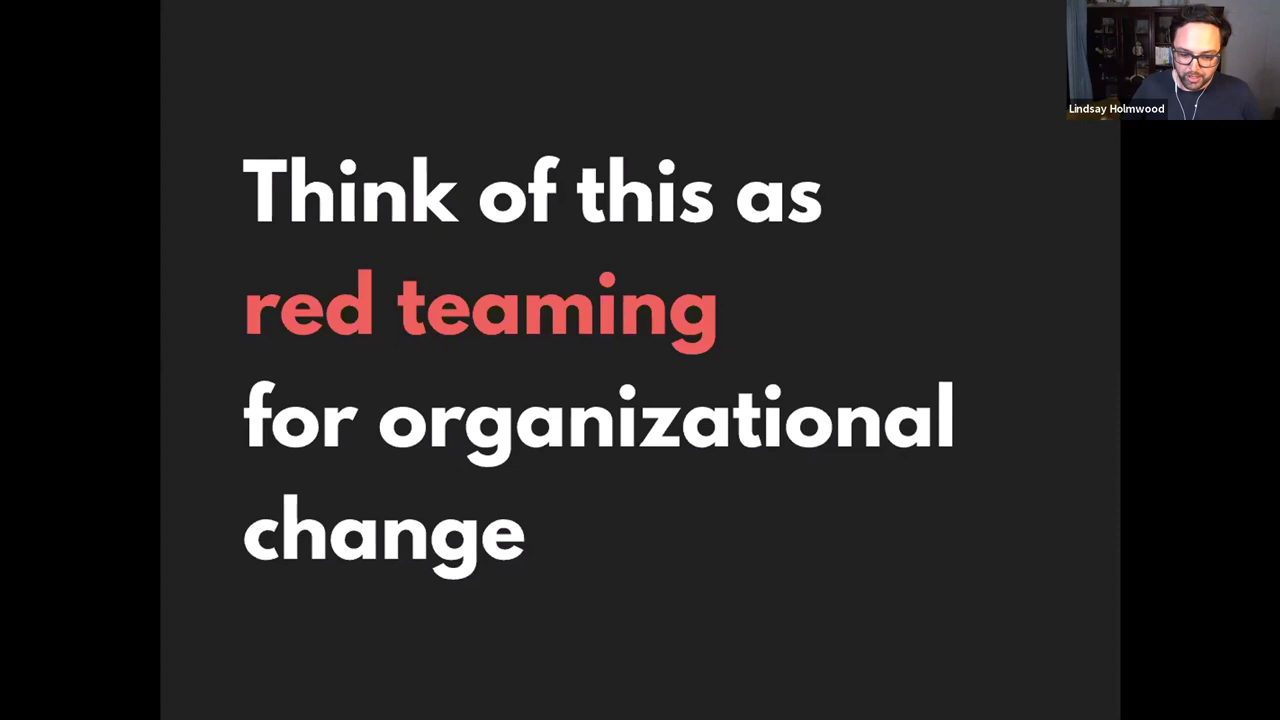 Think of this as
red teaming
for organizational
change
Lindsay Holmwood